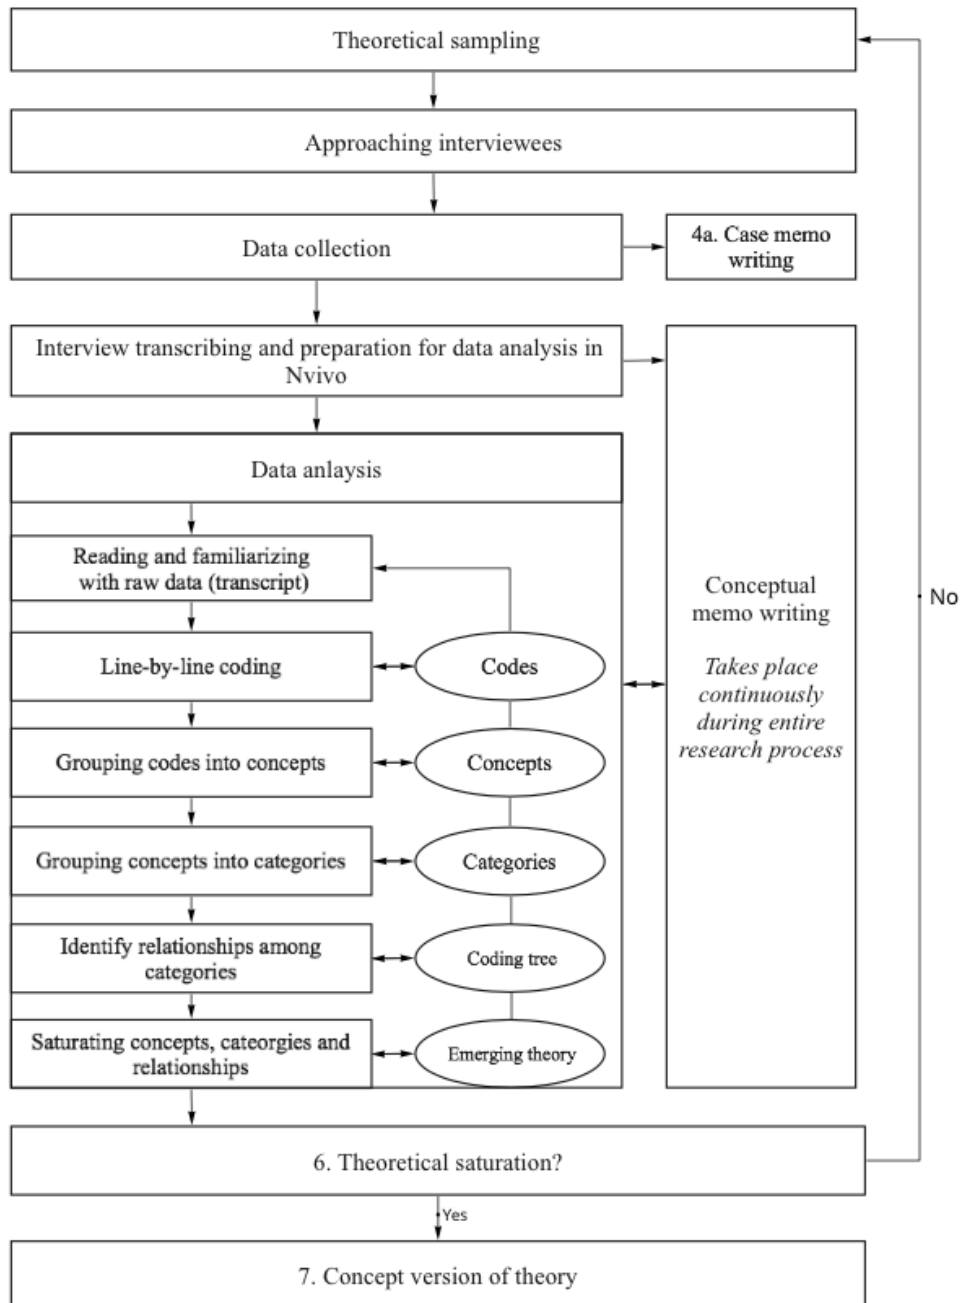 Theoretical sampling
Approaching interviewees
Data collection
4a. Case memo
writing
Interview transcribing and preparation for data analysis in
Nvivo
Data anlaysis
Reading and familiarizing
with raw data (transcript)
Line-by-line coding
Codes
Grouping codes into concepts
Concepts
Grouping concepts into categories
Categories
Identify relationships among
categories
Coding tree
Saturating concepts, cateorgies and
relationships
Emerging theory
Conceptual
memo writing
Takes place
continuously
during entire
research process
No
6. Theoretical saturation?
Yes
7. Concept version of theory